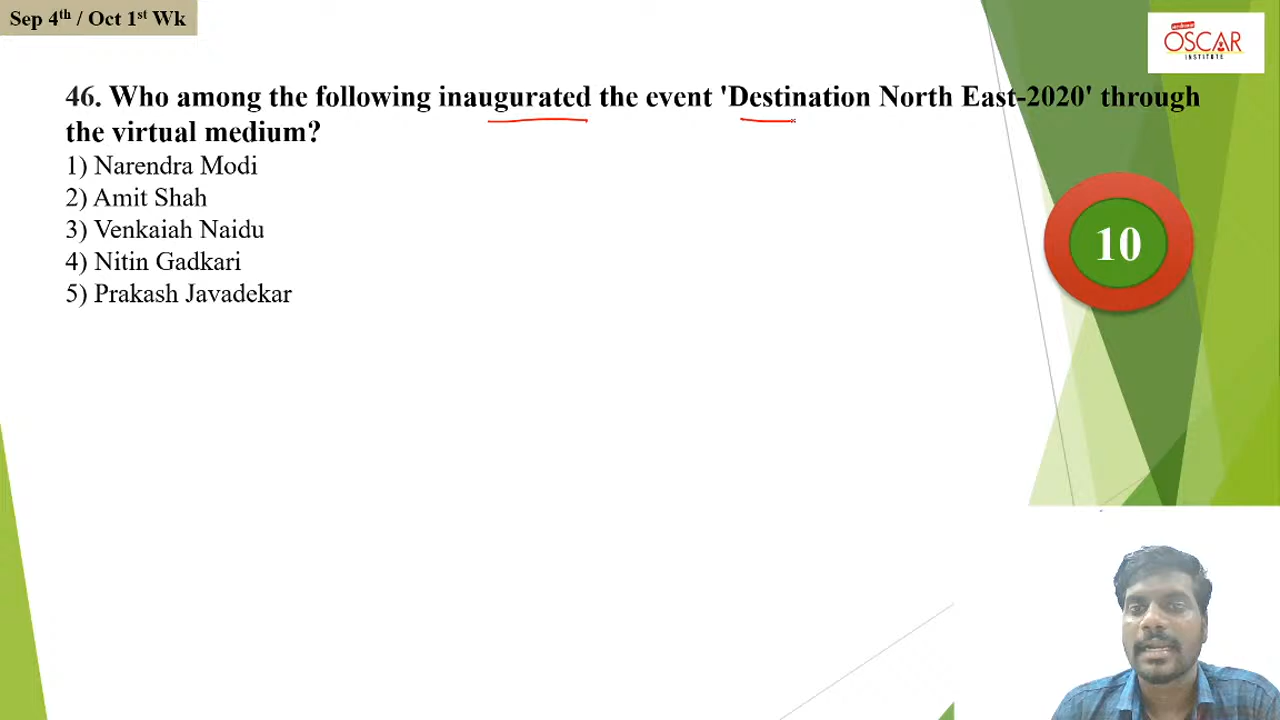 Sep 4th / Oct 1st Wk
OSCAR
INSTITUTE
46. Who among the following inaugurated the event 'Destination North East-2020' through
the virtual medium?
1) Narendra Modi
2) Amit Shah
3) Venkaiah Naidu
4) Nitin Gadkari
5) Prakash Javadekar
10